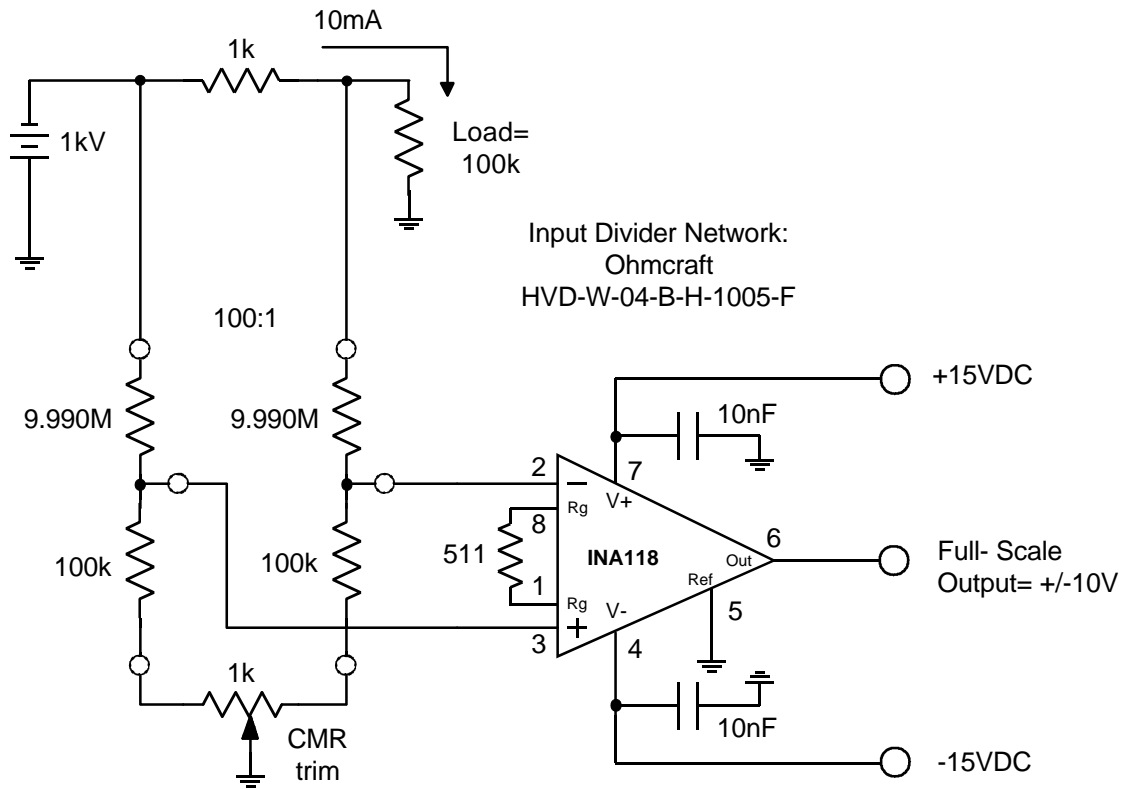 10mA
1k
1kV
Load=
100k
Input Divider Network:
Ohmcraft
HVD-W-04-B-H-1005-F
100:1
+15VDC
9.990M
9.990M
10nF
2
7
V+
Rg
8
511
INA118
6
Out
Full- Scale
Output= +/-10V
100k
100k
1
Rg
Ref
V-
5
3
4
1k
CMR
trim
10nF
-15VDC